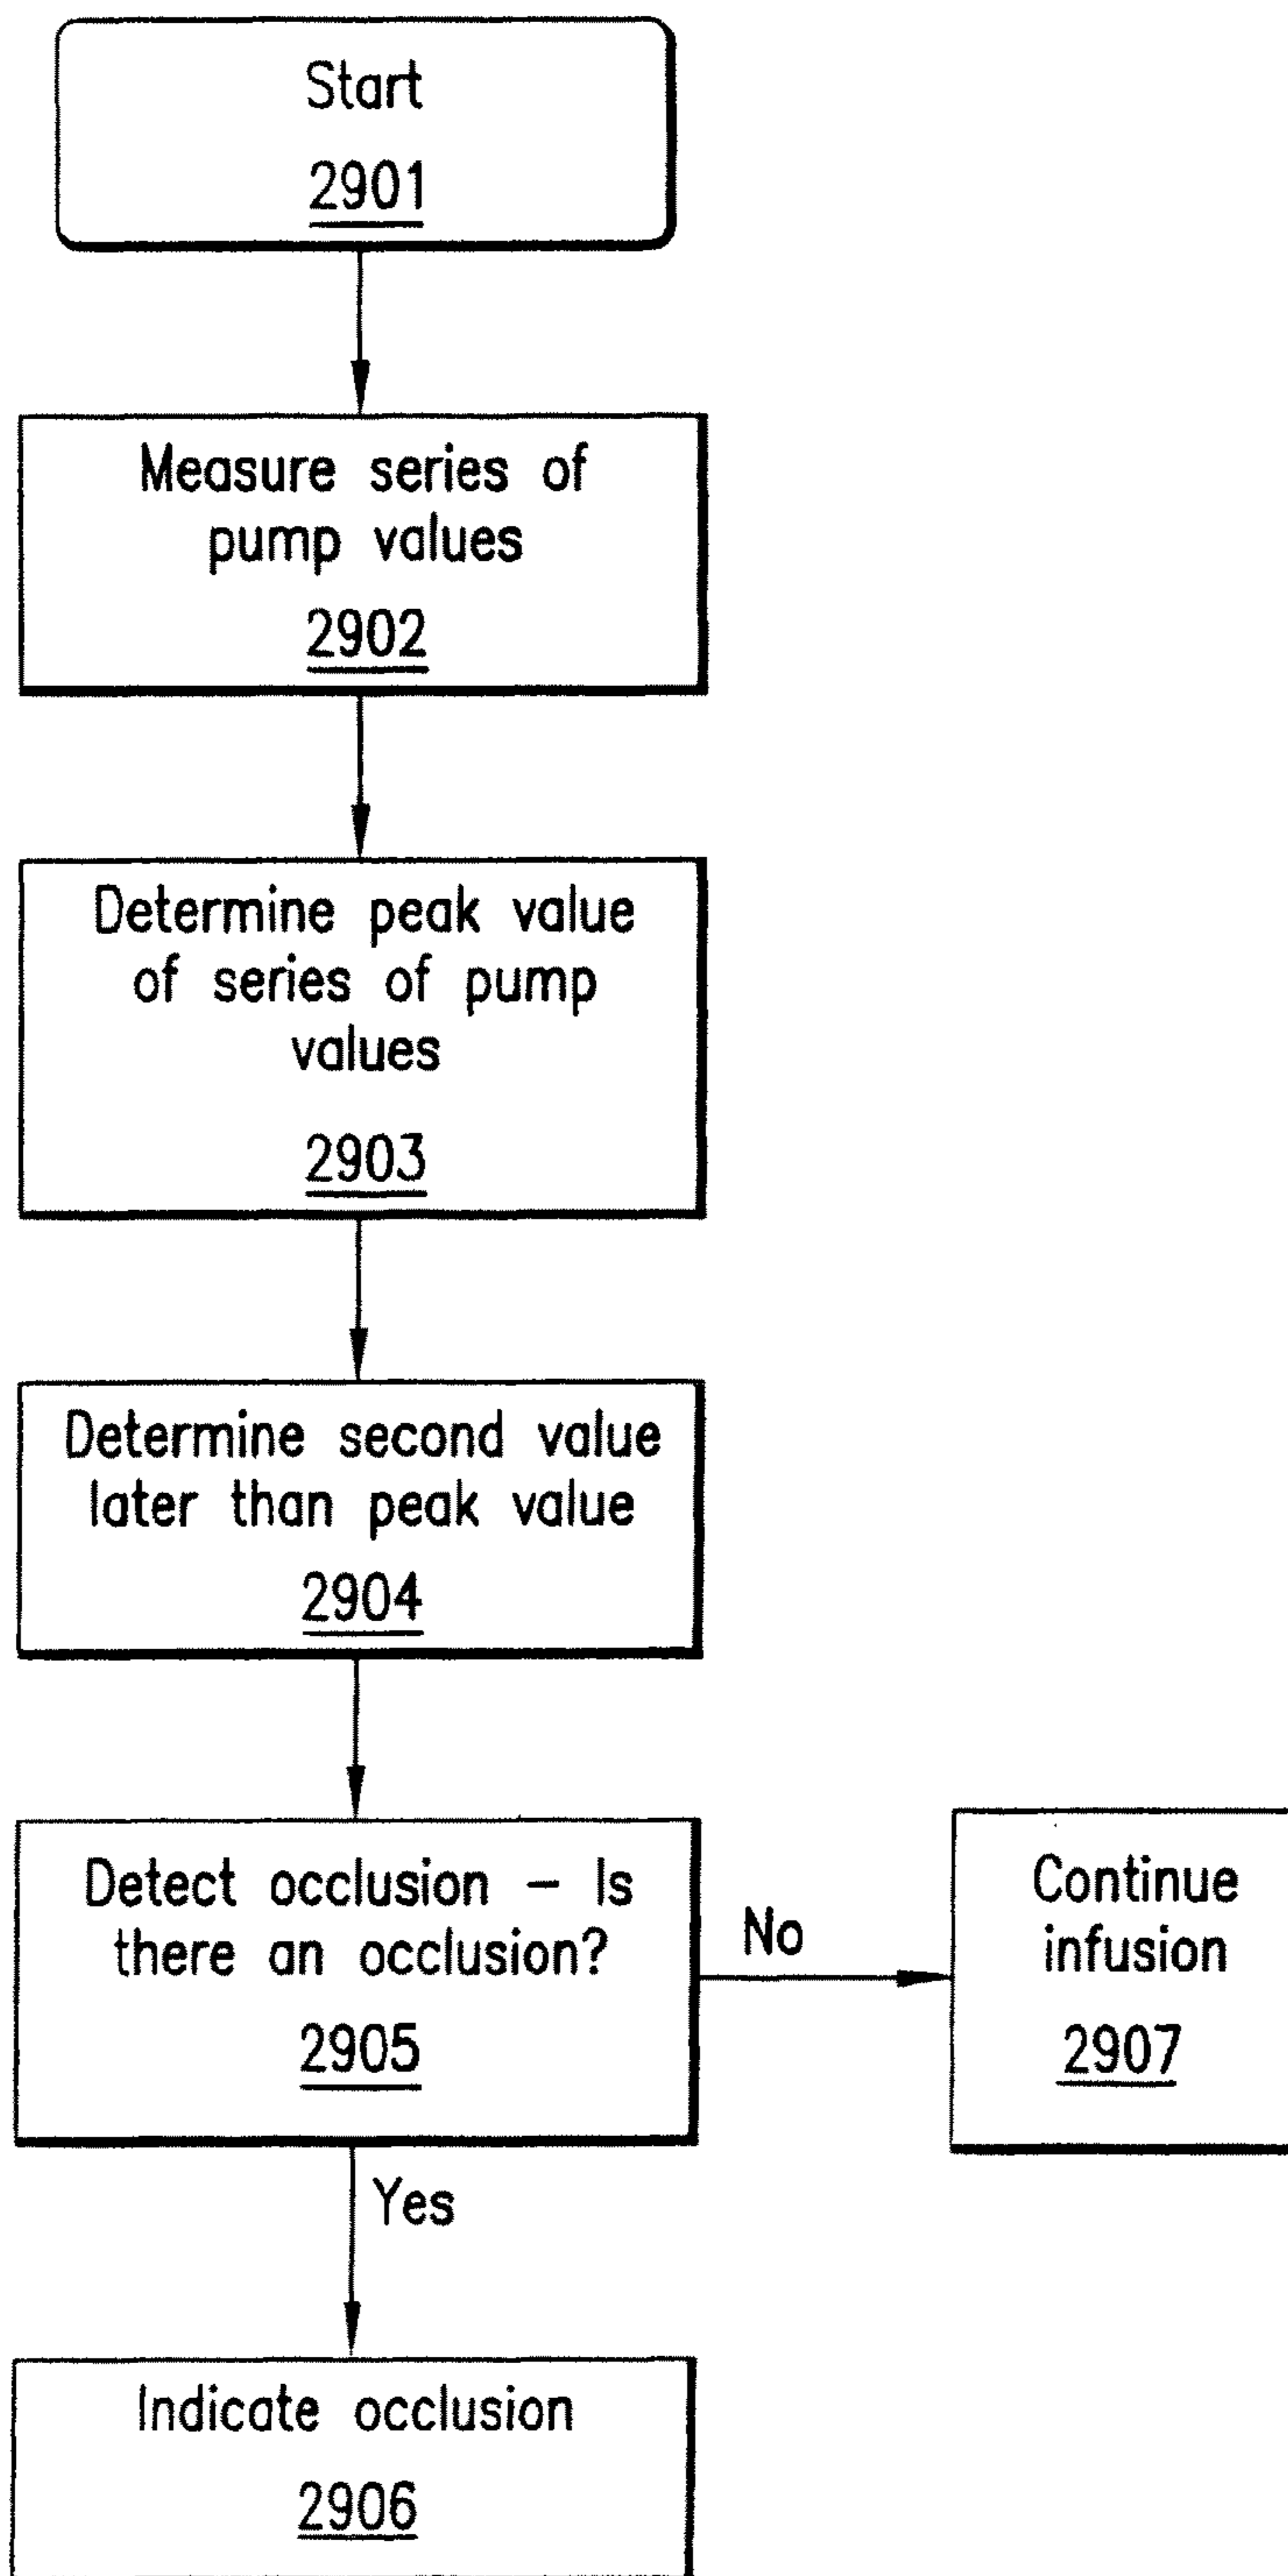 Start
2901
Measure series of
pump values
2902
Determine peak value
of series of pump
values
2903
Determine second value
later than peak value
2904
Detect occlusion – Is
there an occlusion?
2905
No
Continue
infusion
2907
Yes
Indicate occlusion
2906